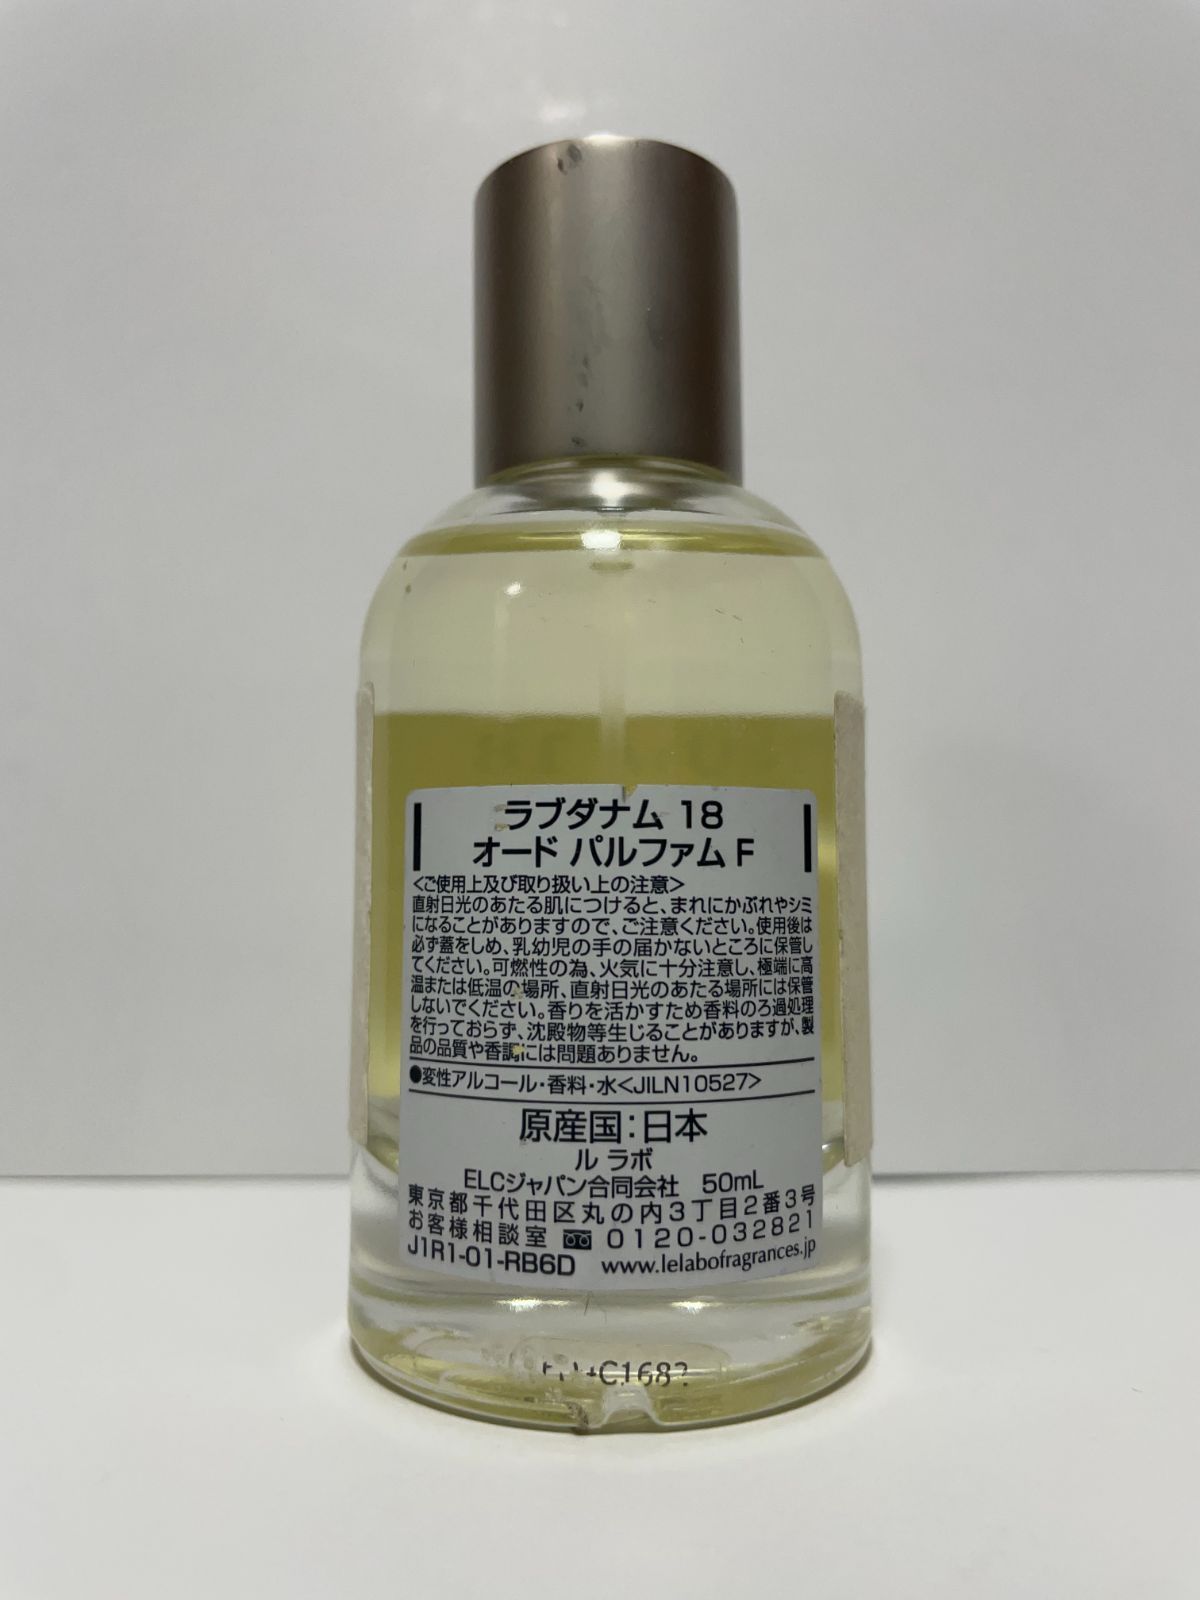 ラブダナム 18
オード パルファム F
<ご使用上及び取り扱い上の注意>
直射日光のあたる肌につけると、まれにかぶれやシミ
になることがありますので、ご注意ください。使用後は
必ず蓋をしめ、乳幼児の手の届かないところに保管し
てください。可燃性の為、火気に十分注意し、極端に高
温または低温の場所、直射日光のあたる場所には保管
しないでください。香りを活かすため香料のろ過処理
を行っておらず、沈殿物等生じることがありますが、製
品の品質や香調には問題ありません。
●変性アルコール・香料・水<JILN10527>
原産国：日本
ル ラボ
ELCジャパン合同会社 50mL
東京都千代田区丸の内3丁目2番3号
お客様相談室 0120-032821
J1R1-01-RB6D www.lelabofragrances.jp